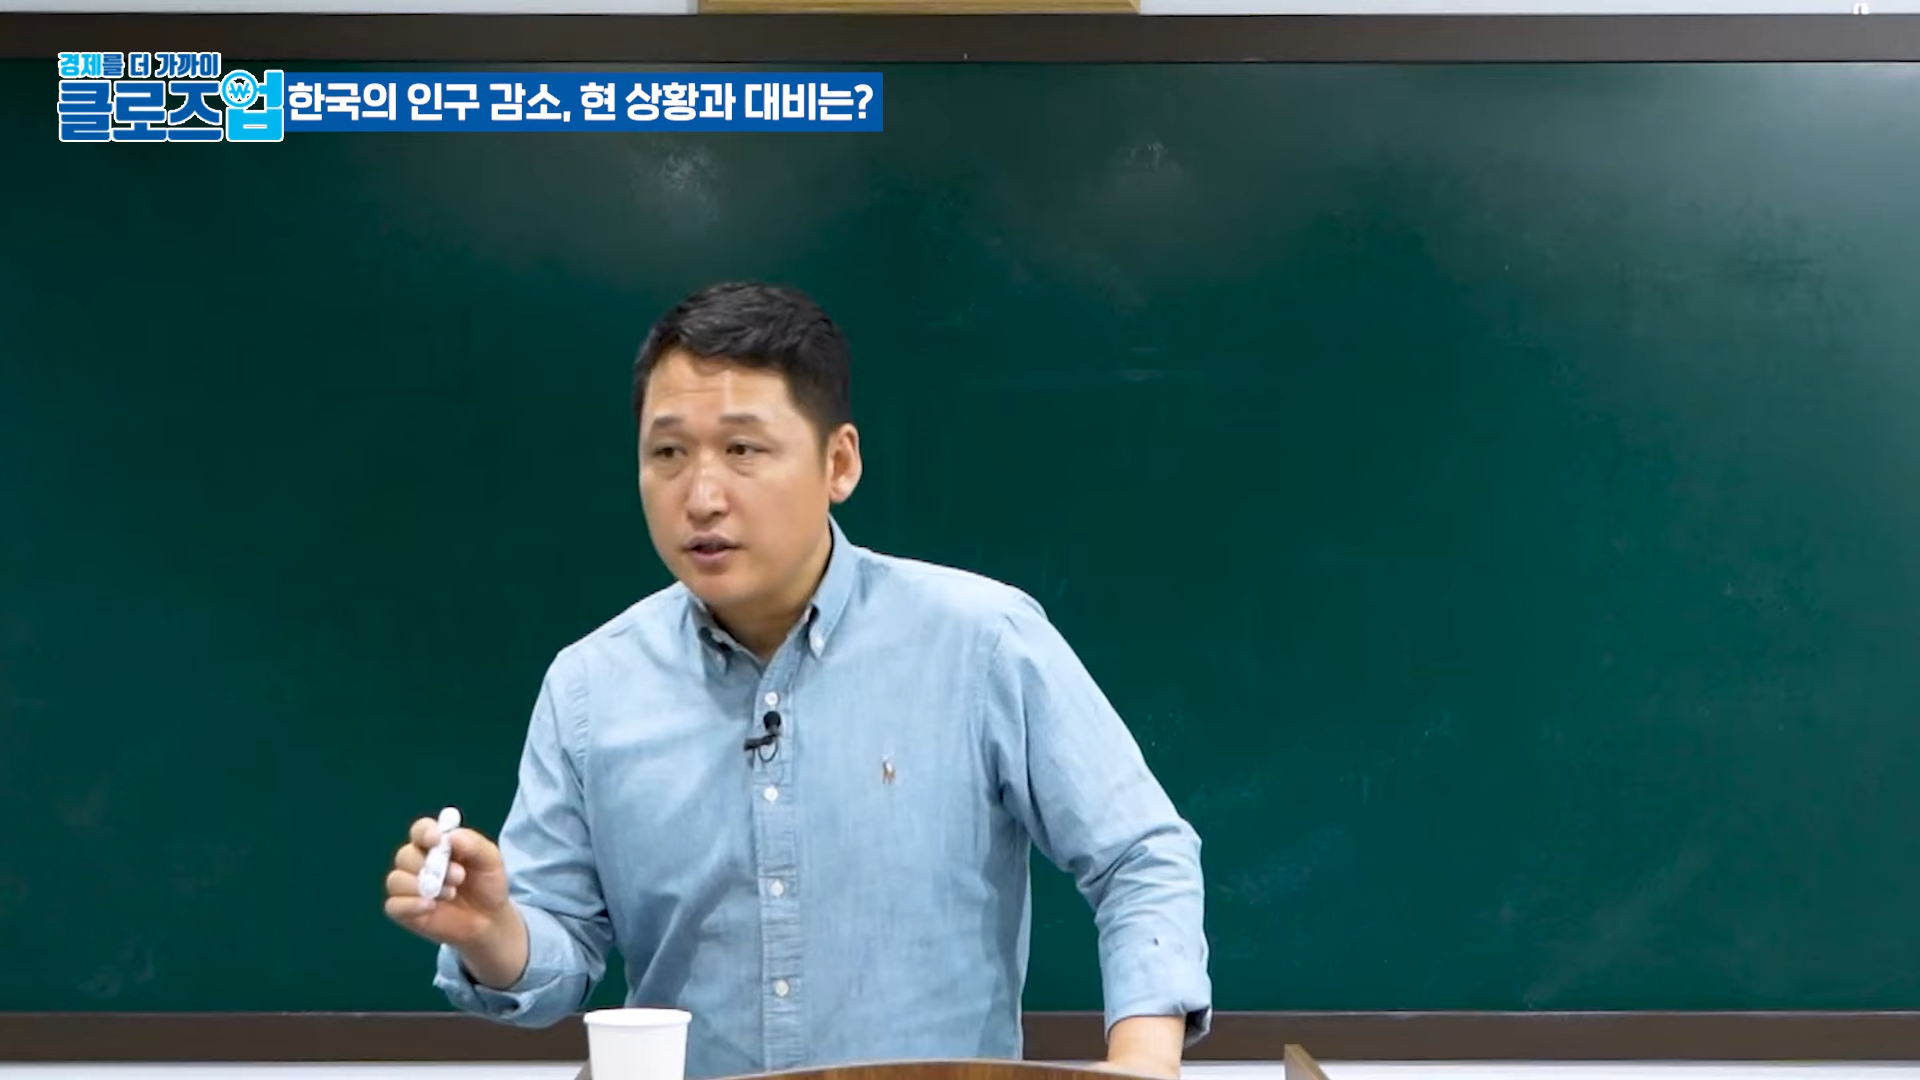 경제를 더 가까이
클로즈업
한국의 인구 감소, 현 상황과 대비는?